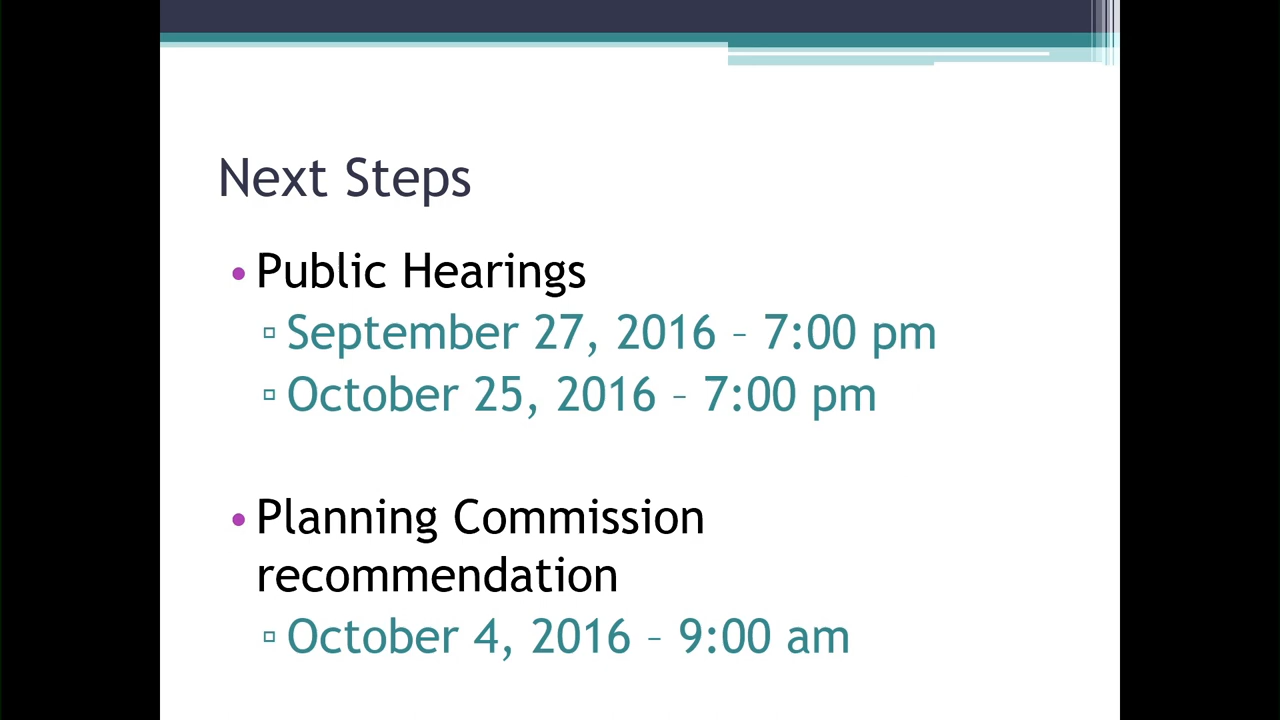 Next Steps
• Public Hearings
▫ September 27, 2016 – 7:00 pm
▫ October 25, 2016 – 7:00 pm
• Planning Commission
recommendation
▫ October 4, 2016 – 9:00 am